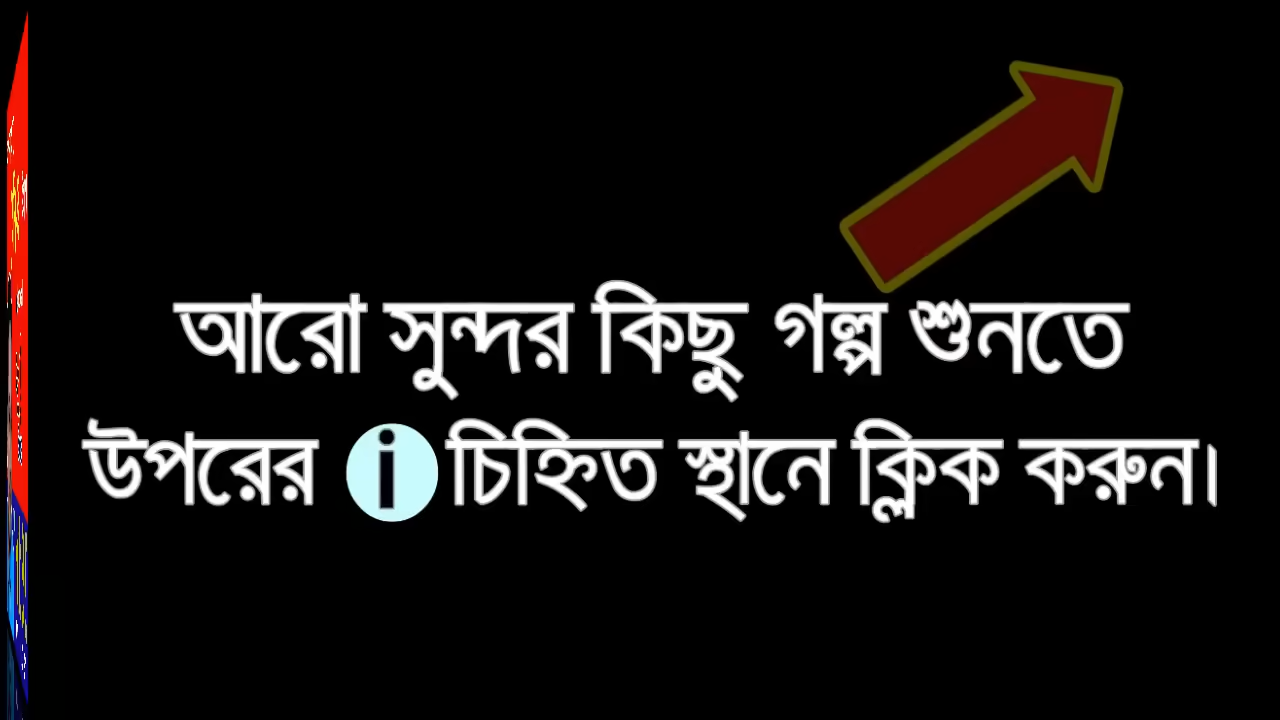 আরো সুন্দর কিছু গল্প শুনতে
উপরের i চিহ্নিত স্থানে ক্লিক করুন।